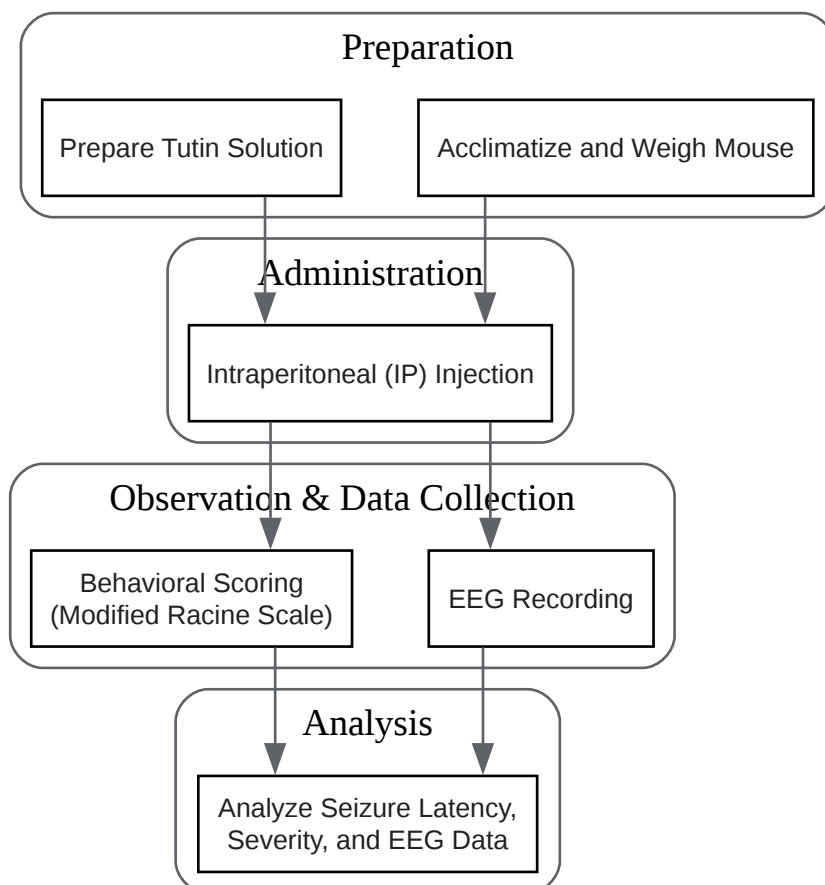 Preparation
Prepare Tutin Solution
Acclimatize and Weigh Mouse
Administration
Intraperitoneal (IP) Injection
Observation & Data Collection
Behavioral Scoring
(Modified Racine Scale)
EEG Recording
Analysis
Analyze Seizure Latency,
Severity, and EEG Data